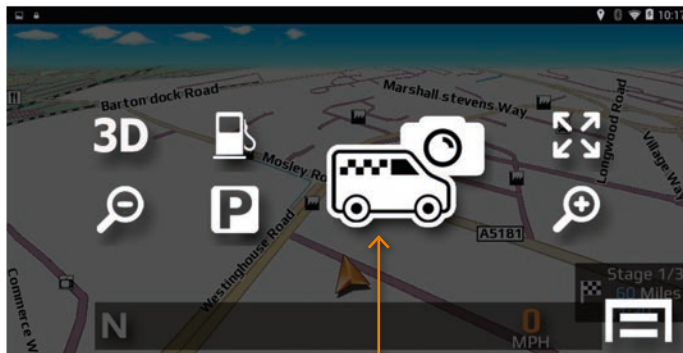 10:17
Barton dock Road
Marshall stevens Way
Longwood Road
Village Way
3D
Mosley Ro
P
A5181
Westinghouse Road
Commerce W
Stage 1/3
60 Miles
N
0
MPH